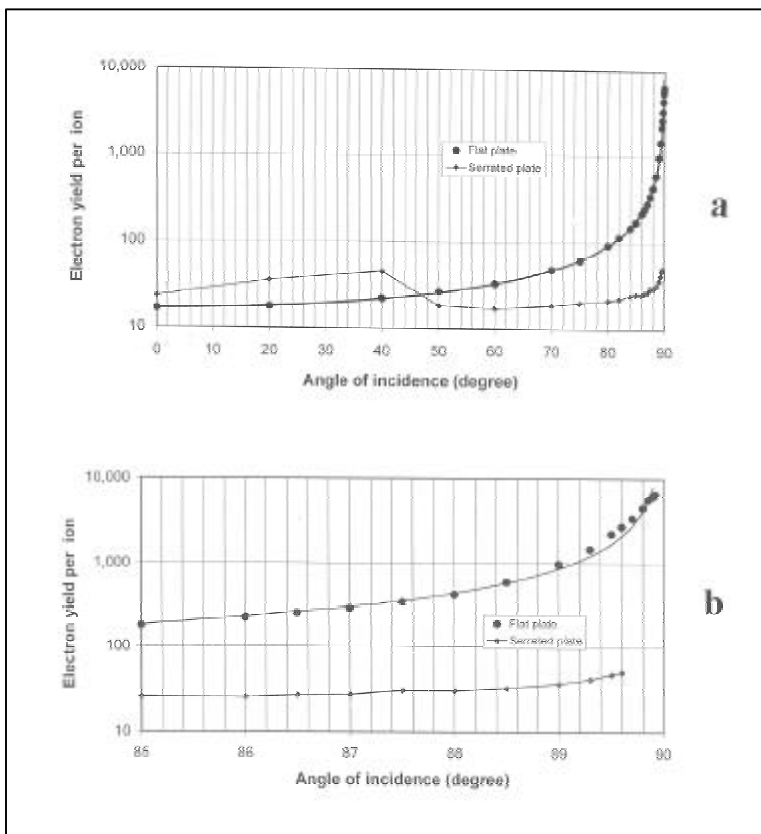 10,000
1,000
100
10
Electron yield per ion
Flat plate
Serrated plate
0 10 20 30 40 50 60 70 80 90
Angle of incidence (degree)
a
10,000
1,000
100
10
Electron yield per ion
Flat plate
Serrated plate
85 86 87 88 89 90
Angle of incidence (degree)
b